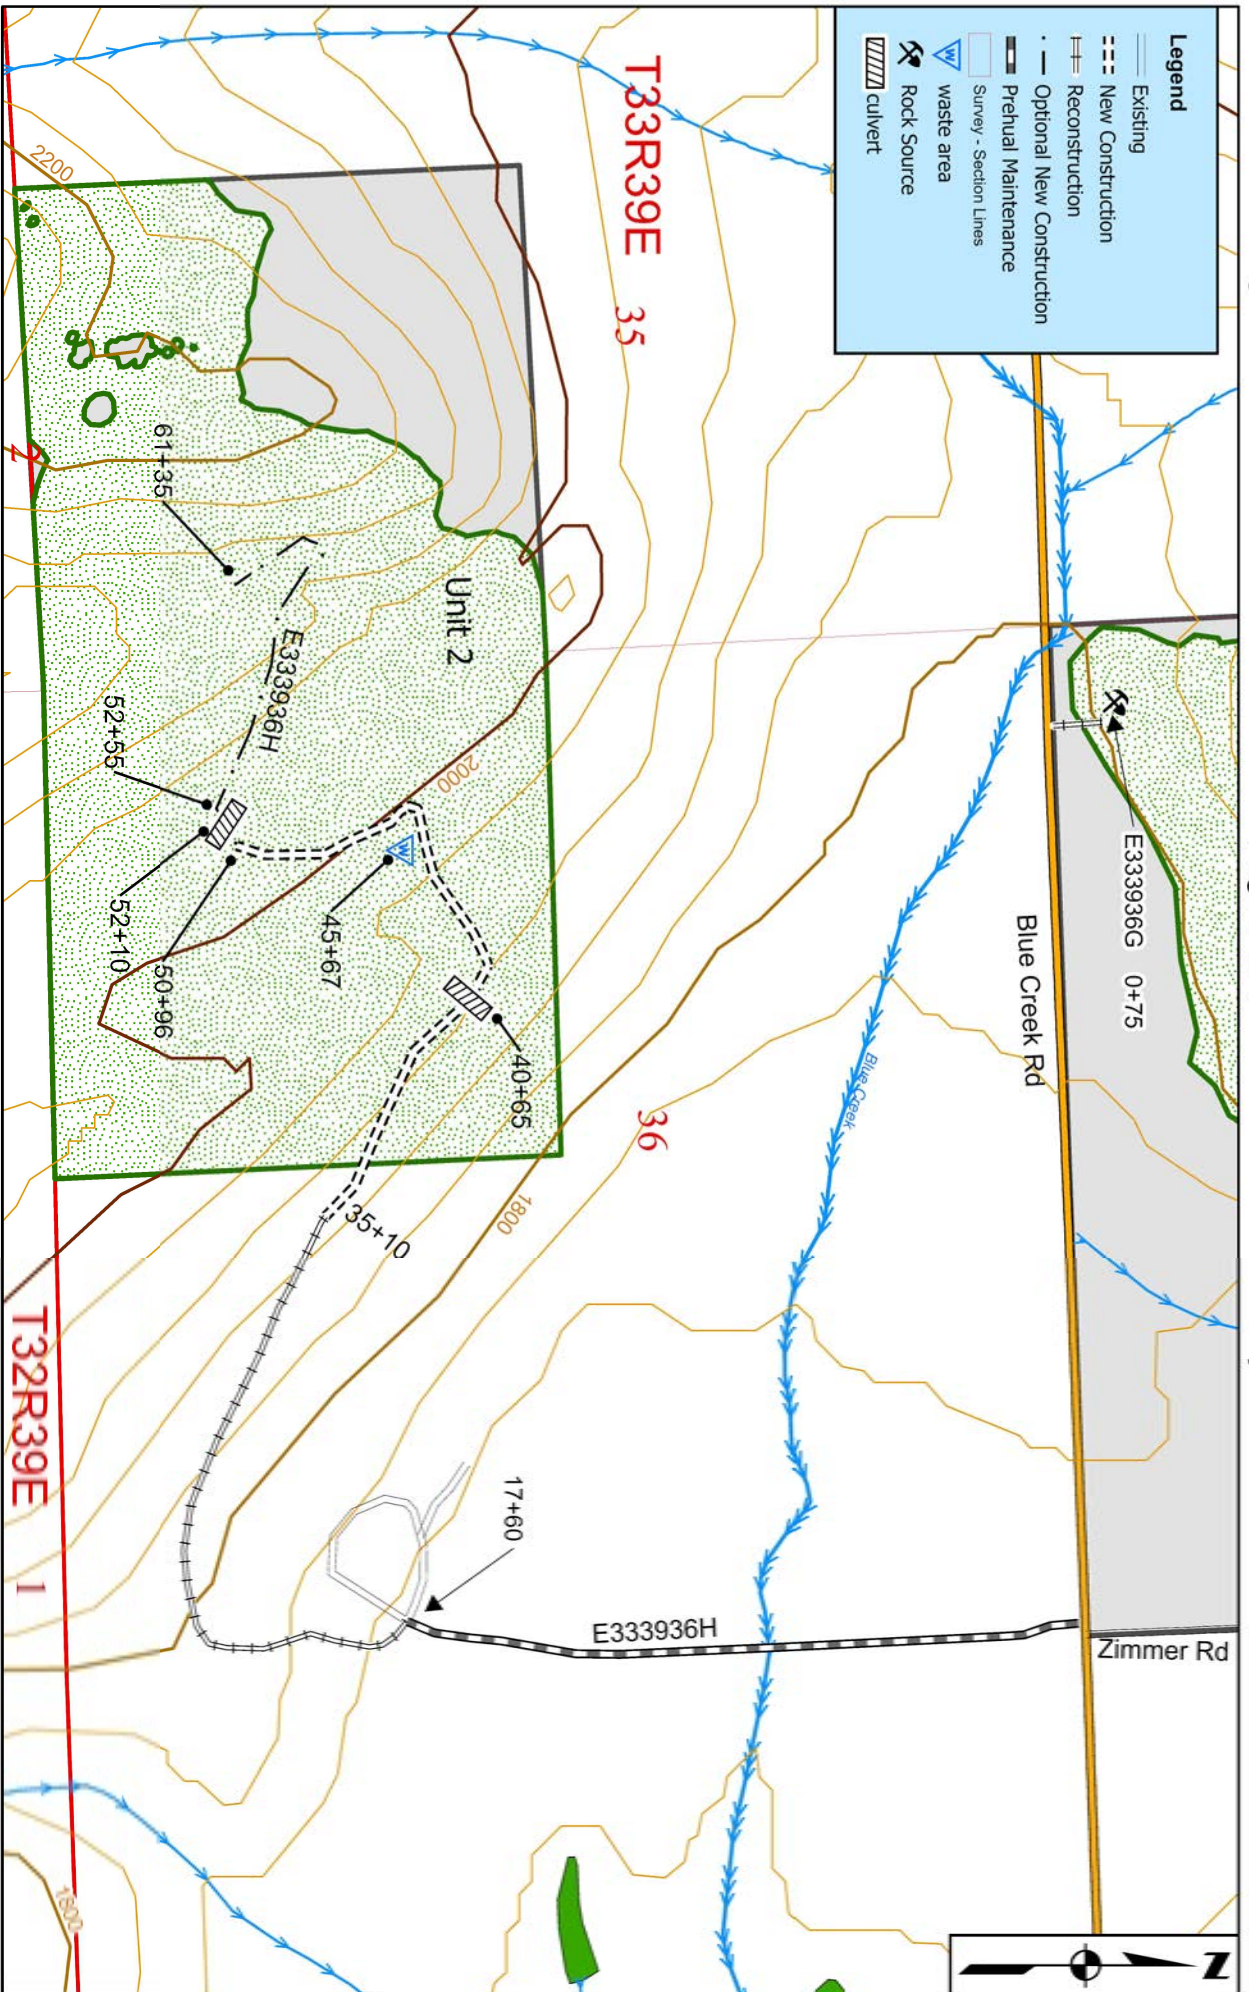 Legend
Existing
New Construction
Reconstruction
Optional New Construction
Prehual Maintenance
Survey - Section Lines
W
waste area
Rock Source
culvert
T33R39E
35
2200
61+35
Unit 2
E333936H
2000
52+55
52+10
50+96
45+67
W
40+65
35+10
36
1800
E333936G 0+75
Blue Creek Rd
Blue Creek
17+60
E333936H
Zimmer Rd
T32R39E
1
2
1800
N